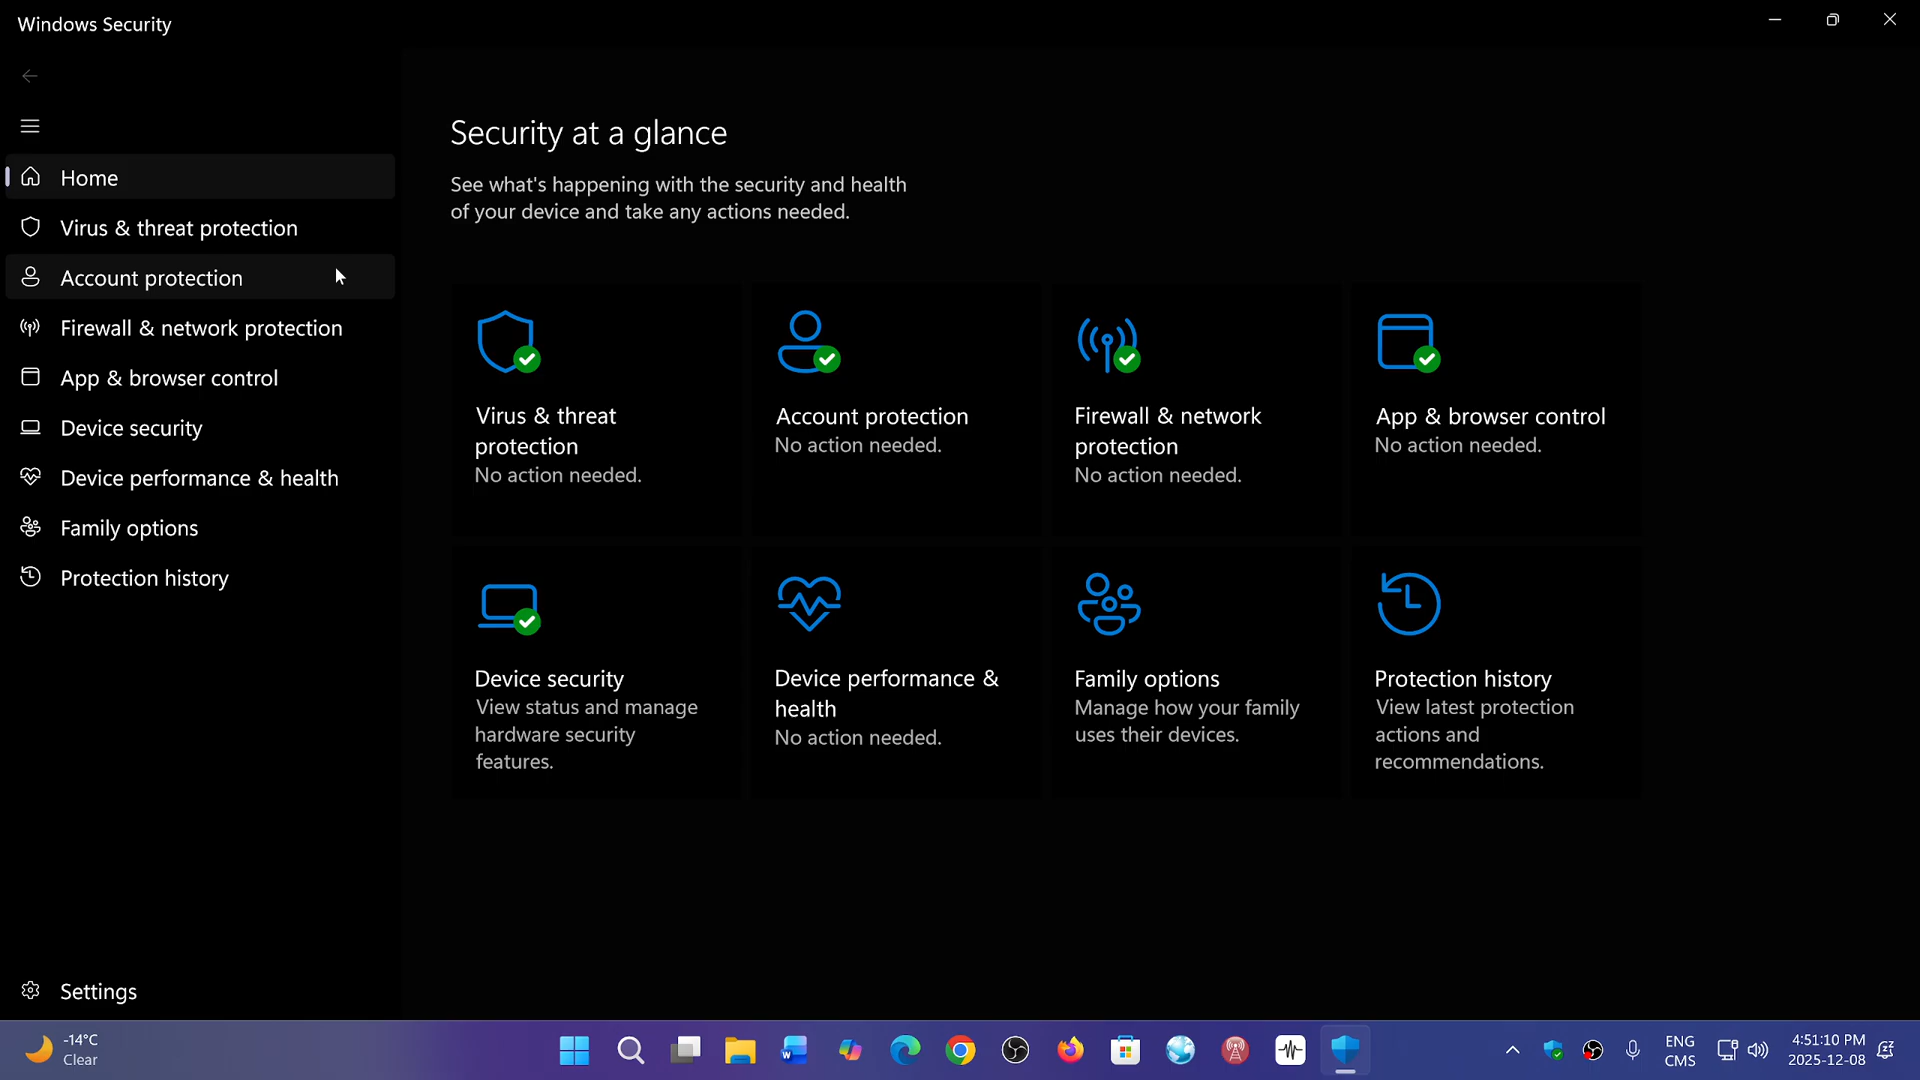 Windows Security
Home
Virus & threat protection
Account protection
Firewall & network protection
App & browser control
Device security
Device performance & health
Family options
Protection history
Settings
Security at a glance
See what's happening with the security and health
of your device and take any actions needed.
Virus & threat
protection
No action needed.
Account protection
No action needed.
Firewall & network
protection
No action needed.
App & browser control
No action needed.
Device security
View status and manage
hardware security
features.
Device performance &
health
No action needed.
Family options
Manage how your family
uses their devices.
Protection history
View latest protection
actions and
recommendations.
-14°C
Clear
W
ENG
CMS
4:51:10 PM
2025-12-08